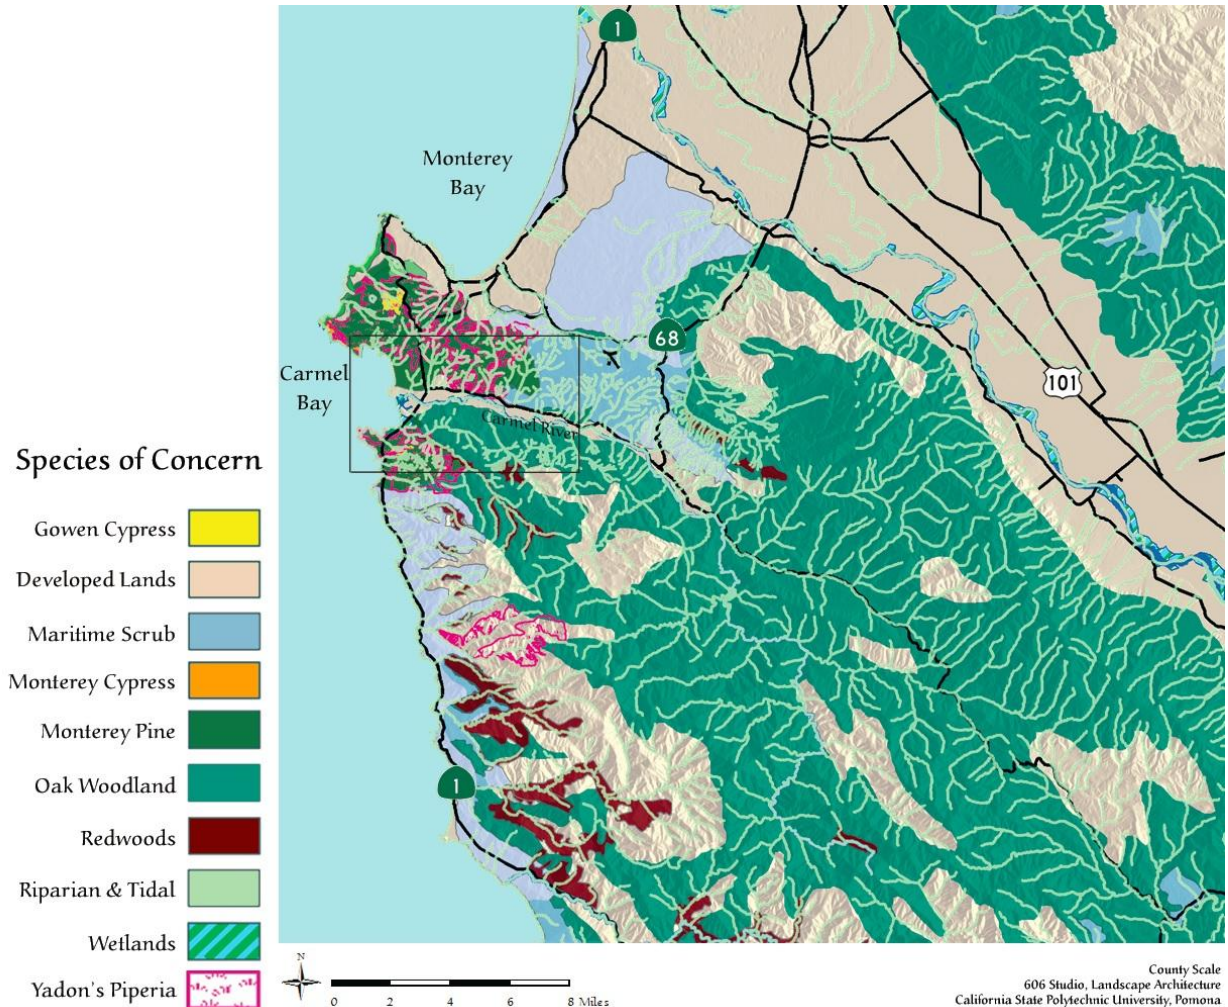 1
Monterey
Bay
68
101
Carmel
Bay
Carmel River
Species of Concern
Gowen Cypress
Developed Lands
Maritime Scrub
Monterey Cypress
Monterey Pine
Oak Woodland
1
Redwoods
Riparian & Tidal
Wetlands
Yadon's Piperia
N
0 2 4 6 8 Miles
County Scale
606 Studio, Landscape Architecture
California State Polytechnic University, Pomona